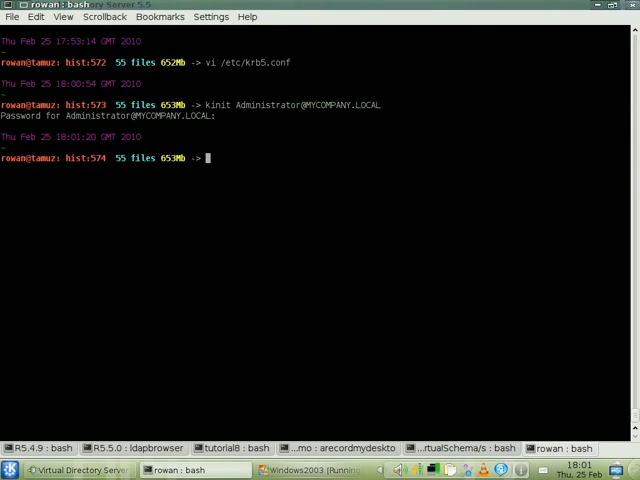 rowan : bash
ory Server 5.5
File Edit View Scrollback Bookmarks Settings Help
Thu Feb 25 17:53:14 GMT 2010
~
rowan@tamuz: hist:572 55 files 652Mb -> vi /etc/krb5.conf
Thu Feb 25 18:00:54 GMT 2010
~
rowan@tamuz: hist:573 55 files 653Mb -> kinit Administrator@MYCOMPANY.LOCAL
Password for Administrator@MYCOMPANY.LOCAL:
Thu Feb 25 18:01:20 GMT 2010
~
rowan@tamuz: hist:574 55 files 653Mb ->
R5.4.9 : bash R5.5.0 : ldapbrowser tutorial8 : bash ...mo : arecordmydeskto ...rtualSchema/s : bash rowan : bash
Virtual Directory Server rowan : bash Windows2003 [Running 18:01
Thu, 25 Feb